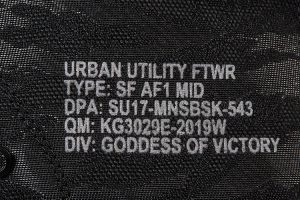 URBAN UTILITY FTWR
TYPE: SF AF1 MID
DPA: SU17-MNSBSK-543
QM: KG3029E-2019W
DIV: GODDESS OF VICTORY